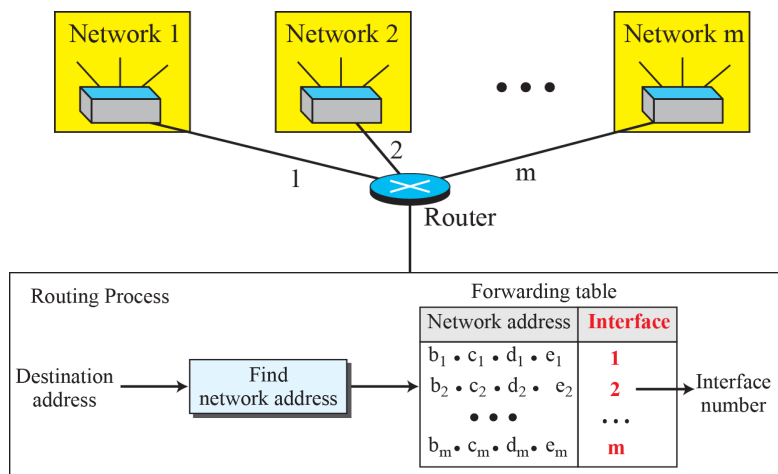 Network 1
Network 2
• • •
Network m
1
2
m
Router
Routing Process
Forwarding table
Network address
Interface
b₁ • c₁ • d₁ • e₁
1
b₂ • c₂ • d₂ • e₂
2
• • •
• • •
bₘ • cₘ • dₘ • eₘ
m
Destination
address
Find
network address
Interface
number